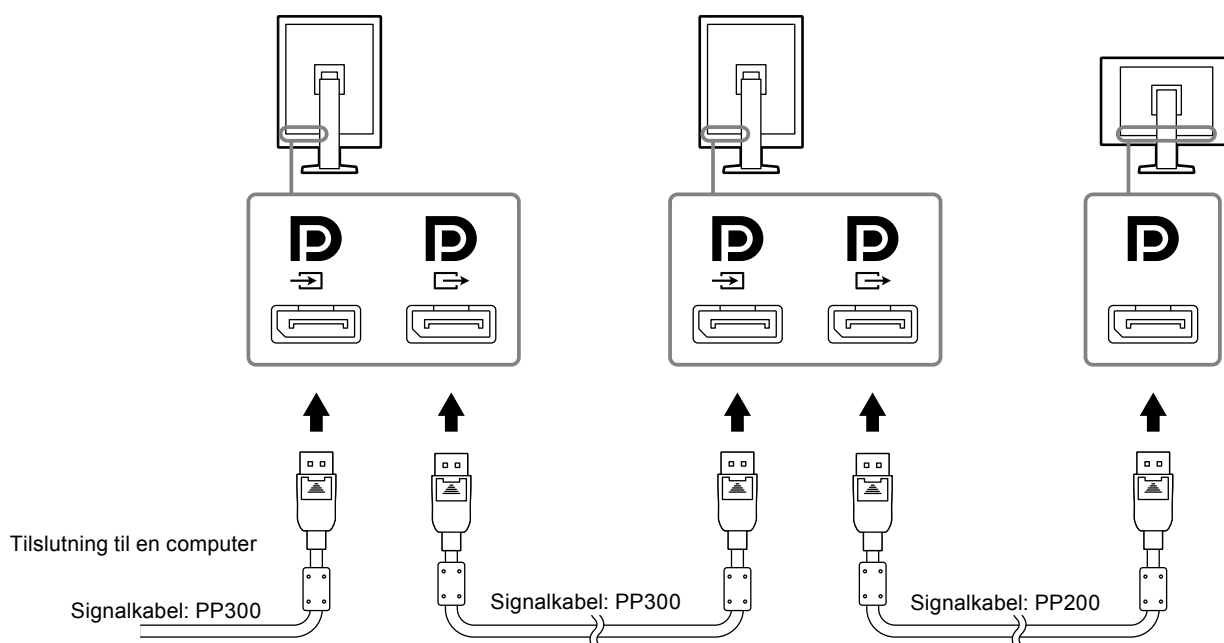 Tilslutning til en computer
Signalkabel: PP300
Signalkabel: PP300
Signalkabel: PP200